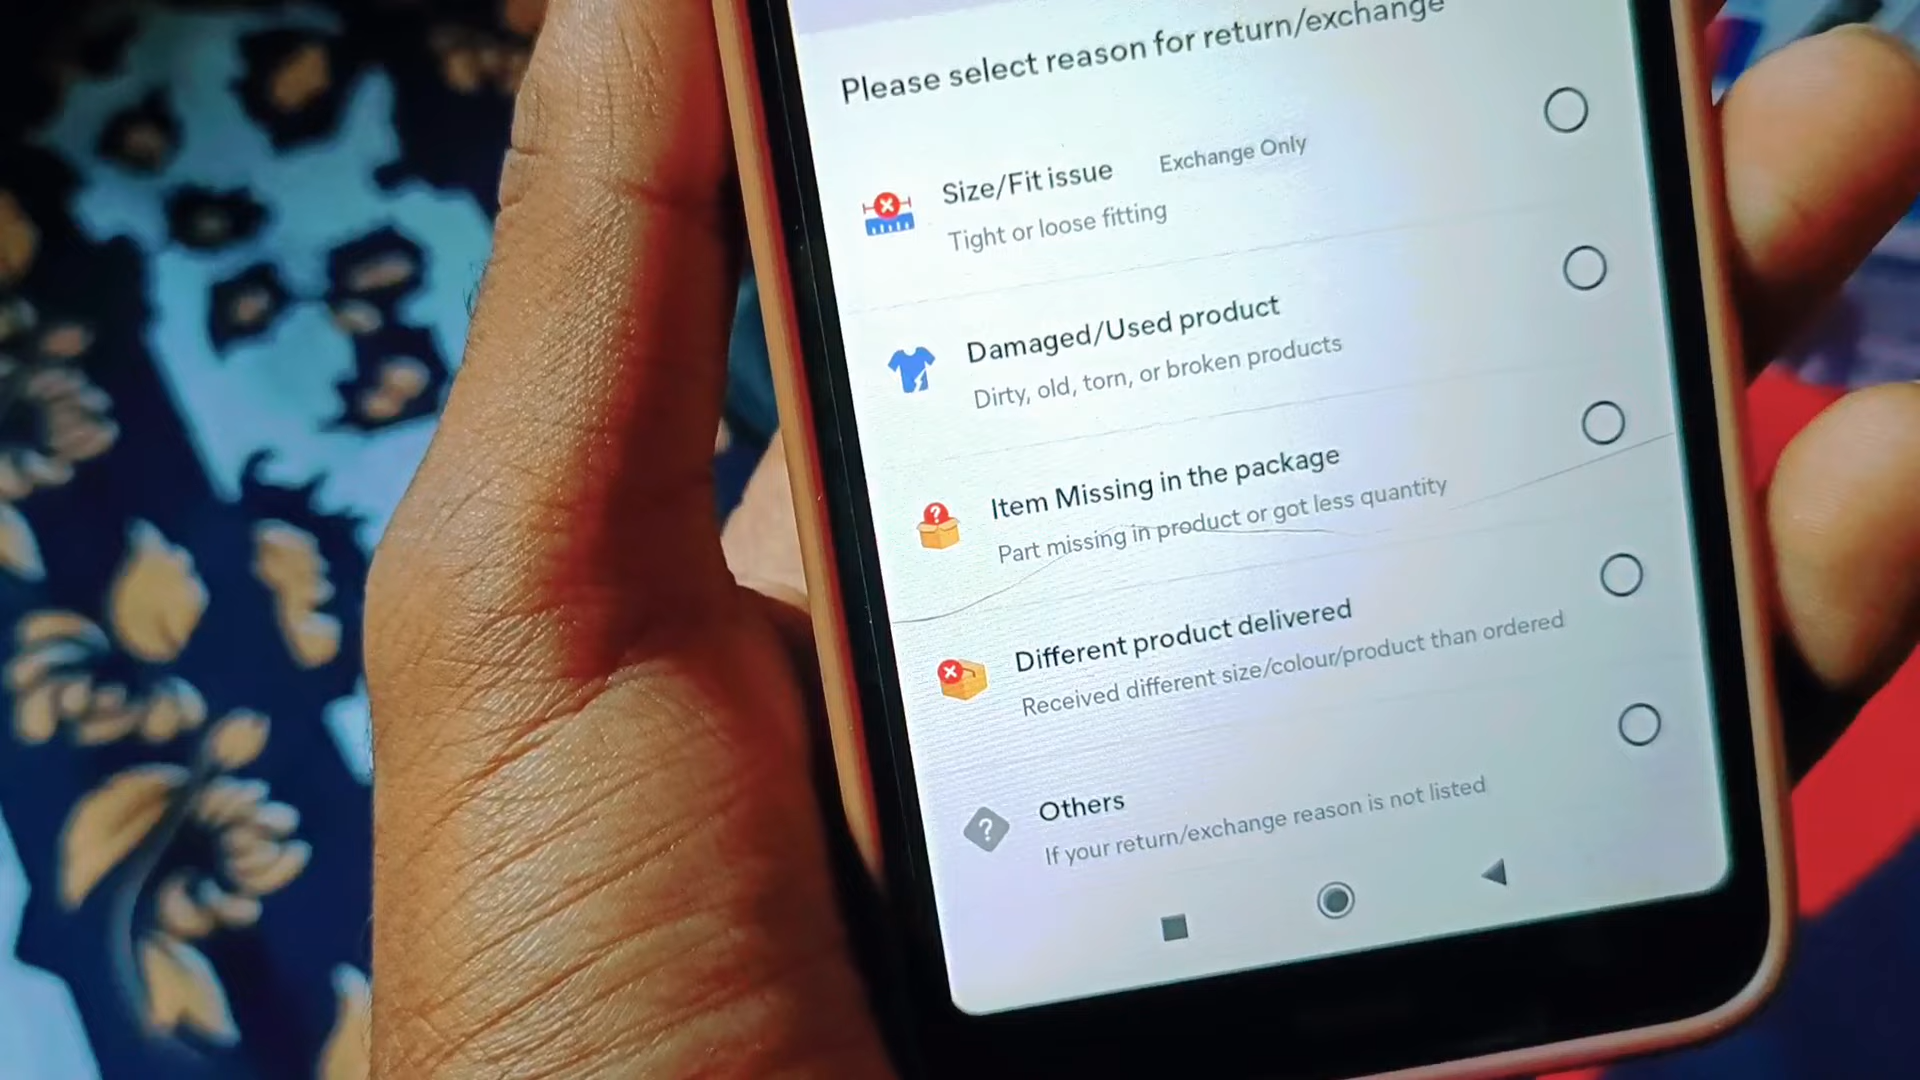 Please select reason for return/exchange
Size/Fit issue Exchange Only
Tight or loose fitting
Damaged/Used product
Dirty, old, torn, or broken products
Item Missing in the package
Part missing in product or got less quantity
Different product delivered
Received different size/colour/product than ordered
Others
If your return/exchange reason is not listed